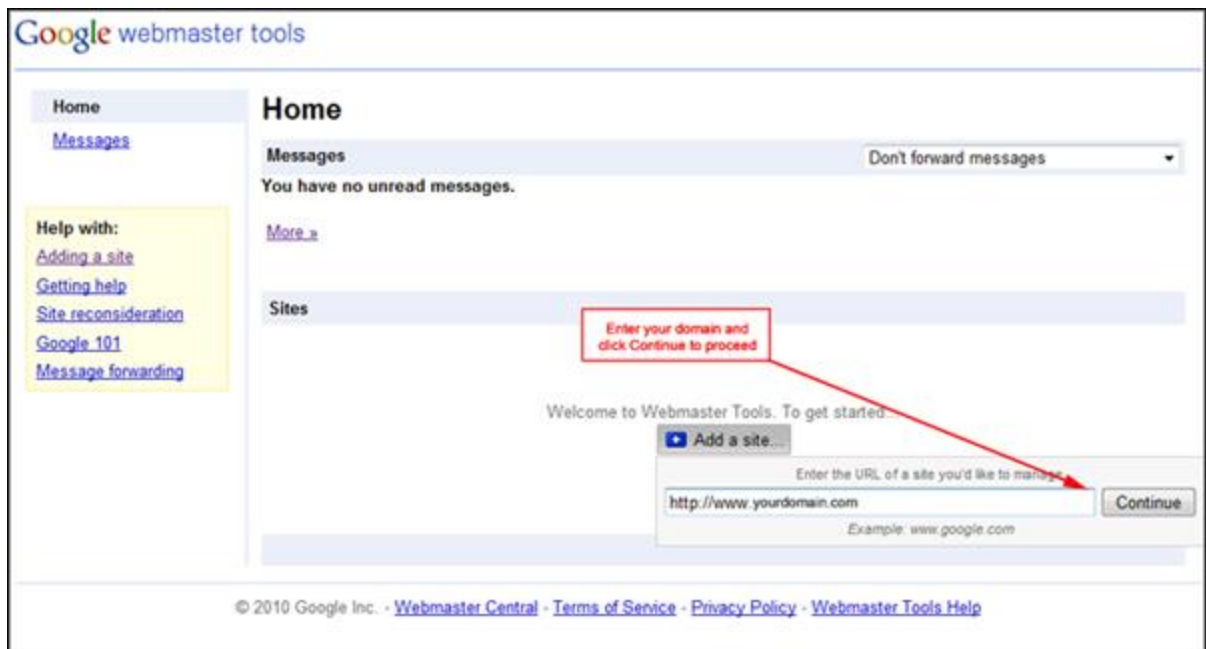 Google webmaster tools
Home
Messages
Help with:
Adding a site
Getting help
Site reconsideration
Google 101
Message forwarding
Home
Messages
Don't forward messages
You have no unread messages.
More »
Sites
Enter your domain and
click Continue to proceed
Welcome to Webmaster Tools. To get started...
Add a site...
Enter the URL of a site you'd like to manage
http://www.yourdomain.com
Continue
Example: www.google.com
© 2010 Google Inc. - Webmaster Central - Terms of Service - Privacy Policy - Webmaster Tools Help